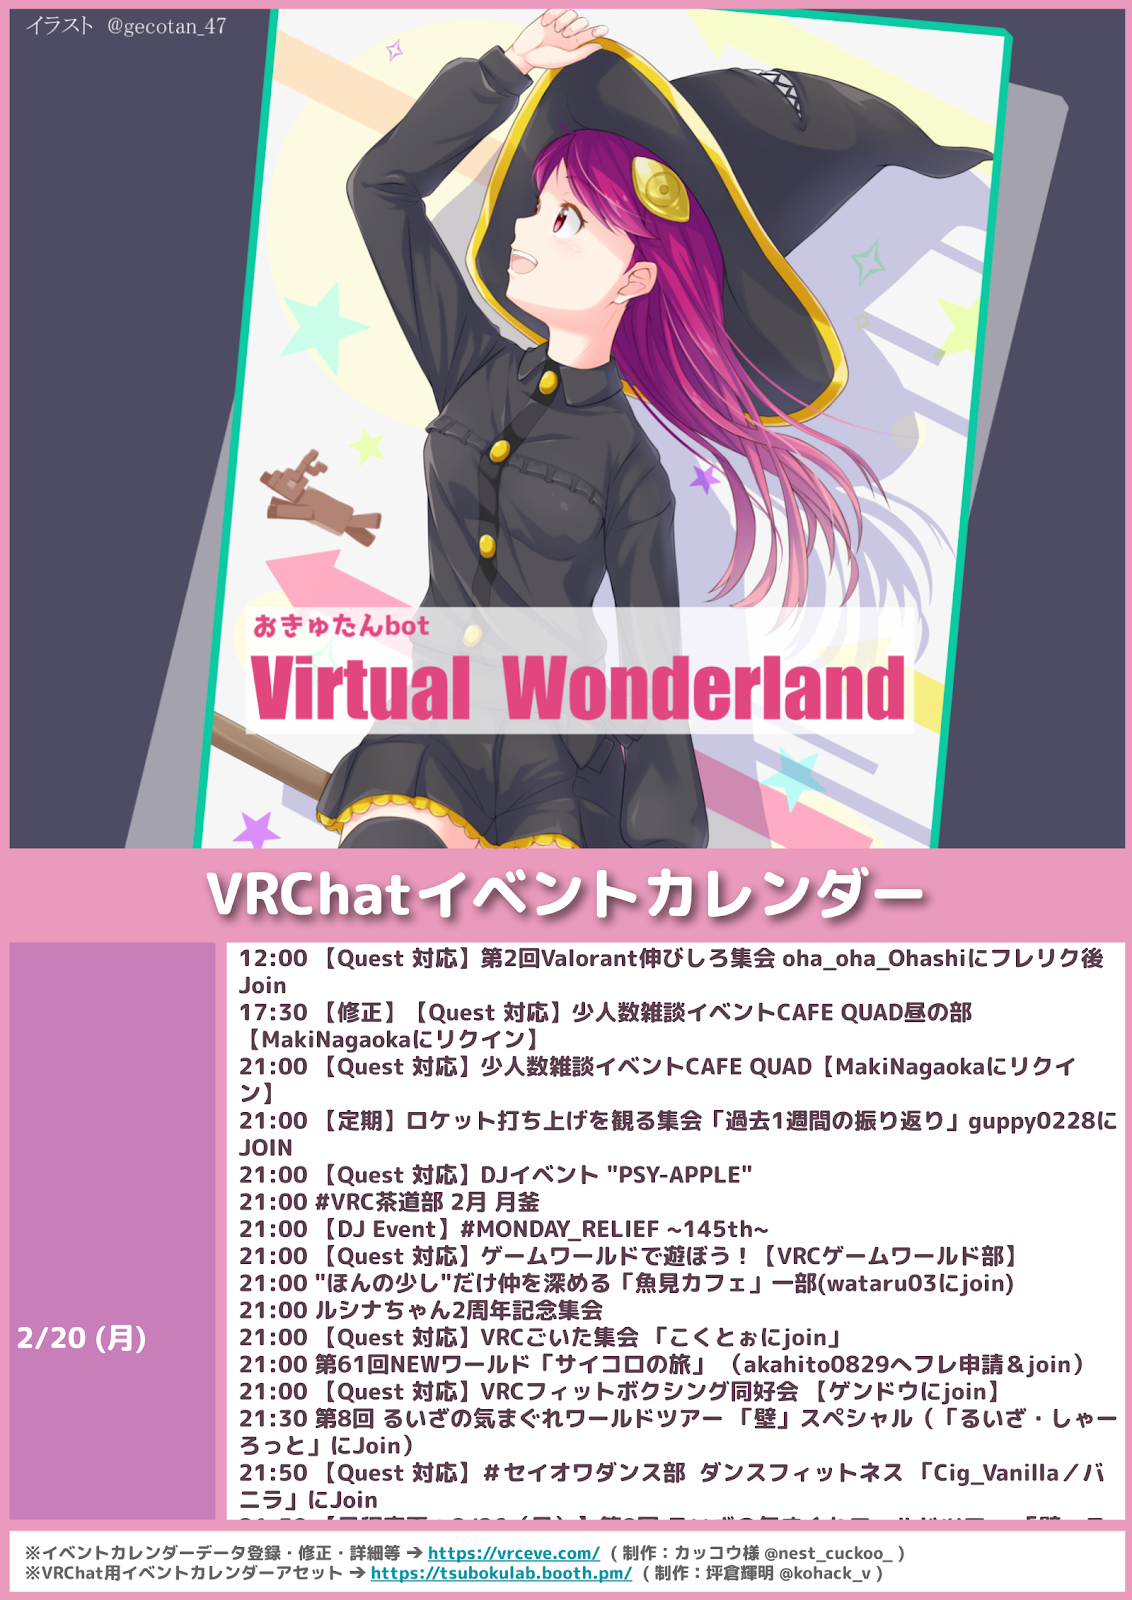 イラスト @gecotan_47
おきゅたんbot
Virtual Wonderland
VRChatイベントカレンダー
2/20 (月)
12:00 【Quest 対応】第2回Valorant伸びしろ集会 oha_oha_Ohashiにフレリク後
Join
17:30 【修正】【Quest 対応】少人数雑談イベントCAFE QUAD昼の部
【MakiNagaokaにリクイン】
21:00 【Quest 対応】少人数雑談イベントCAFE QUAD【MakiNagaokaにリクイ
ン】
21:00 【定期】ロケット打ち上げを観る集会「過去1週間の振り返り」guppy0228に
JOIN
21:00 【Quest 対応】DJイベント "PSY-APPLE"
21:00 #VRC茶道部 2月 月釜
21:00 【DJ Event】#MONDAY_RELIEF ~145th~
21:00 【Quest 対応】ゲームワールドで遊ぼう！【VRCゲームワールド部】
21:00 "ほんの少し"だけ仲を深める「魚見カフェ」一部(wataru03にjoin)
21:00 ルシナちゃん2周年記念集会
21:00 【Quest 対応】VRCごいた集会 「こくとぉにjoin」
21:00 第61回NEWワールド「サイコロの旅」 （akahito0829へフレ申請＆join）
21:00 【Quest 対応】VRCフィットボクシング同好会 【ゲンドウにjoin】
21:30 第8回 るいざの気まぐれワールドツアー 「壁」スペシャル（「るいざ・しゃー
ろっと」にJoin）
21:50 【Quest 対応】＃セイオワダンス部 ダンスフィットネス 「Cig_Vanilla／バ
ニラ」にJoin
※イベントカレンダーデータ登録・修正・詳細等 ➔ https://vrceve.com/ （ 制作：カッコウ様 @nest_cuckoo_ ）
※VRChat用イベントカレンダーアセット ➔ https://tsubokulab.booth.pm/ （ 制作：坪倉輝明 @kohack_v ）